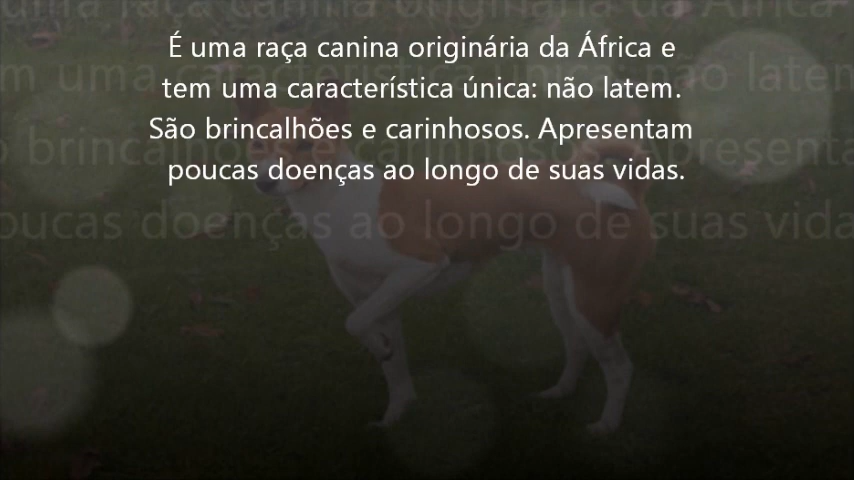 É uma raça canina originária da África e
tem uma característica única: não latem.
São brincalhões e carinhosos. Apresentam
poucas doenças ao longo de suas vidas.